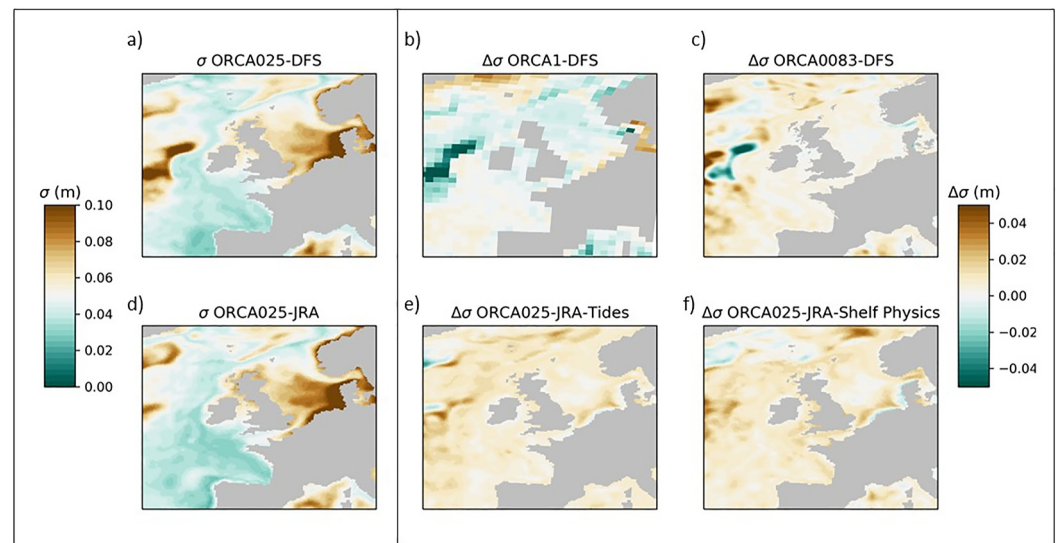 a)
σ ORCA025-DFS
b)
Δσ ORCA1-DFS
c)
Δσ ORCA0083-DFS
σ (m)
0.10
0.08
0.06
0.04
0.02
0.00
Δσ (m)
0.04
0.02
0.00
−0.02
−0.04
d)
σ ORCA025-JRA
e)
Δσ ORCA025-JRA-Tides
f)
Δσ ORCA025-JRA-Shelf Physics